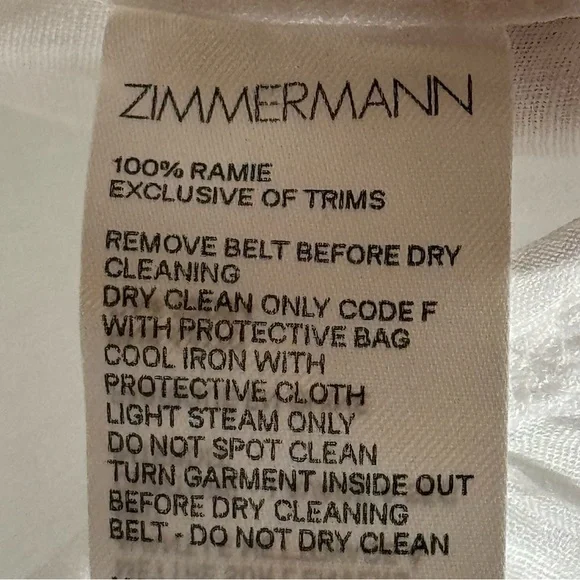 ZIMMERMANN
100% RAMIE
EXCLUSIVE OF TRIMS
REMOVE BELT BEFORE DRY
CLEANING
DRY CLEAN ONLY CODE F
WITH PROTECTIVE BAG
COOL IRON WITH
PROTECTIVE CLOTH
LIGHT STEAM ONLY
DO NOT SPOT CLEAN
TURN GARMENT INSIDE OUT
BEFORE DRY CLEANING
BELT - DO NOT DRY CLEAN